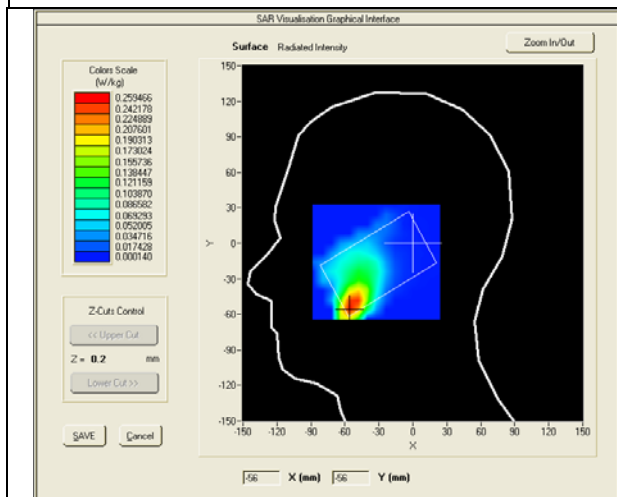 SAR Visualisation Graphical Interface
Surface Radiated Intensity
Zoom In/Out
Colors Scale
(W/kg)
0.259466
0.242178
0.224889
0.207601
0.190313
0.173024
0.155736
0.138447
0.121159
0.103870
0.086582
0.069293
0.052005
0.034716
0.017428
0.000140
Z-Cuts Control
<< Upper Cut
Z = 0.2 mm
Lower Cut >>
SAVE
Cancel
150
120
90
60
30
0
-30
-60
-90
-120
-150
Y
-150 -120 -90 -60 -30 0 30 60 90 120 150
X
-56 X (mm) -56 Y (mm)